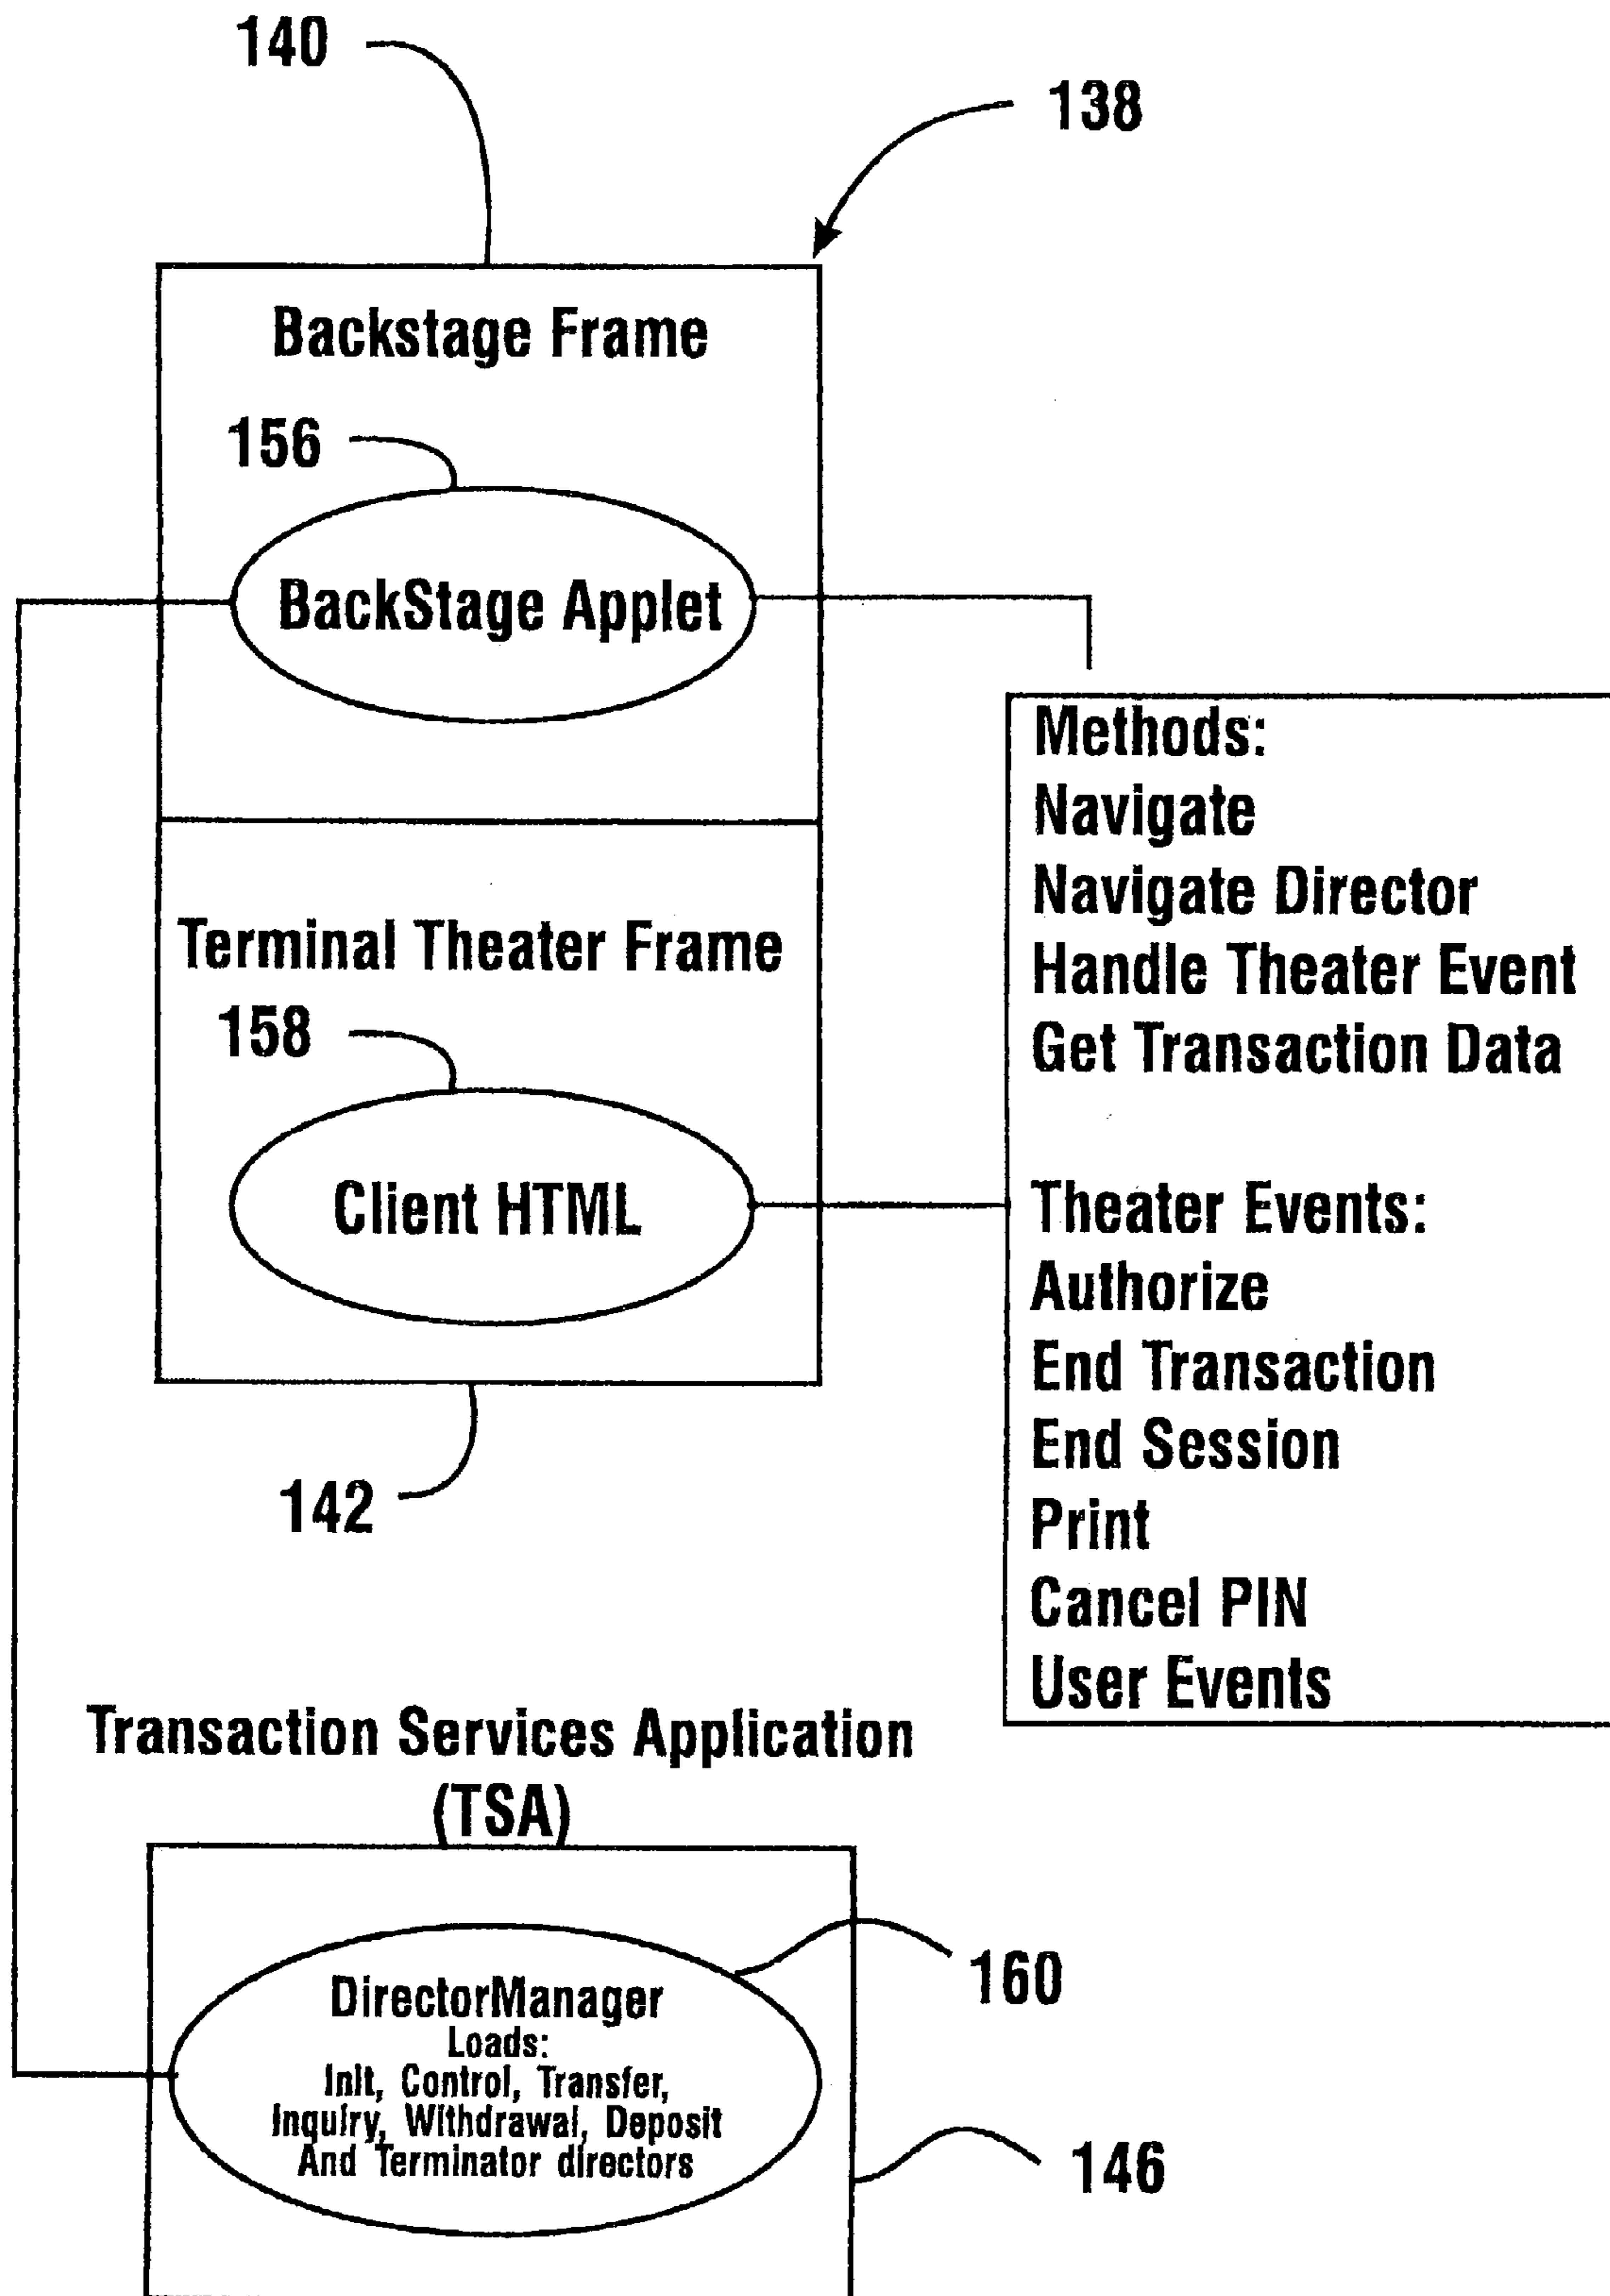 140
138
Backstage Frame
156
BackStage Applet
Methods:
Navigate
Navigate Director
Handle Theater Event
Get Transaction Data
Theater Events:
Authorize
End Transaction
End Session
Print
Cancel PIN
User Events
Terminal Theater Frame
158
Client HTML
142
Transaction Services Application
(TSA)
160
DirectorManager
Loads:
Init, Control, Transfer,
Inquiry, Withdrawal, Deposit
And Terminator directors
146